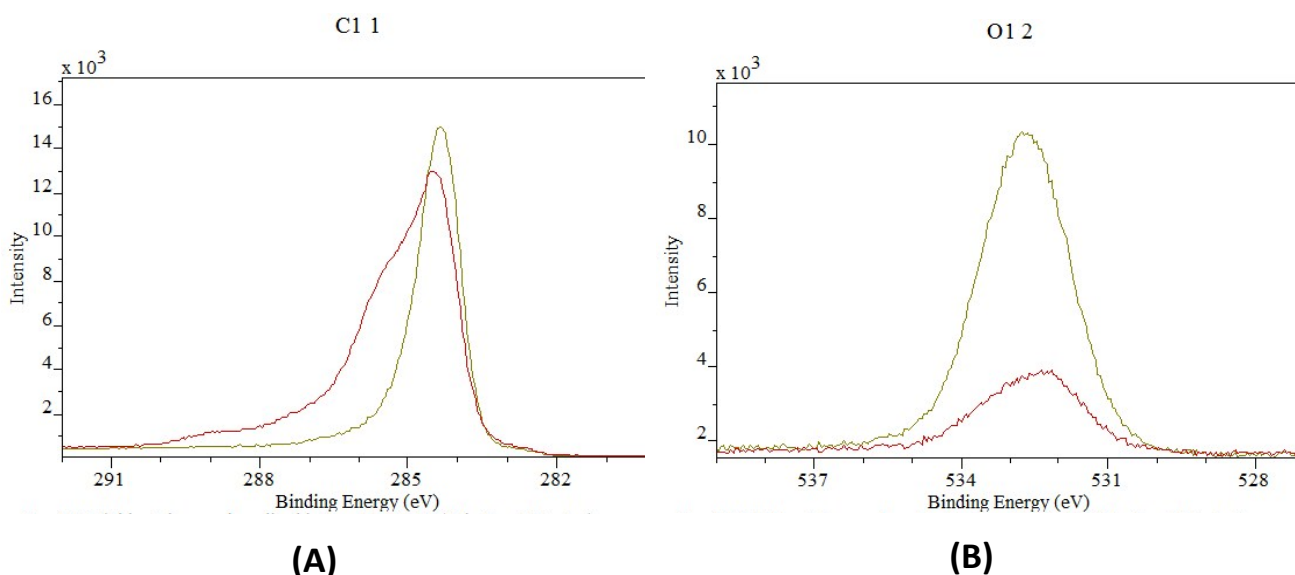 C1 1
x 10³
16
14
12
10
8
6
4
2
Intensity
291 288 285 282
Binding Energy (eV)
(A)
O1 2
x 10³
10
8
6
4
2
Intensity
537 534 531 528
Binding Energy (eV)
(B)